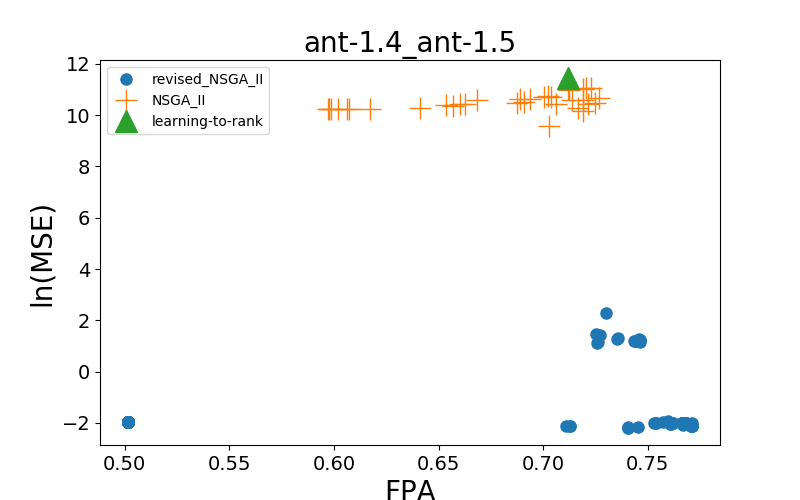 ant-1.4_ant-1.5
revised_NSGA_II
NSGA_II
learning-to-rank
ln(MSE)
12
10
8
6
4
2
0
−2
0.50 0.55 0.60 0.65 0.70 0.75
FPA